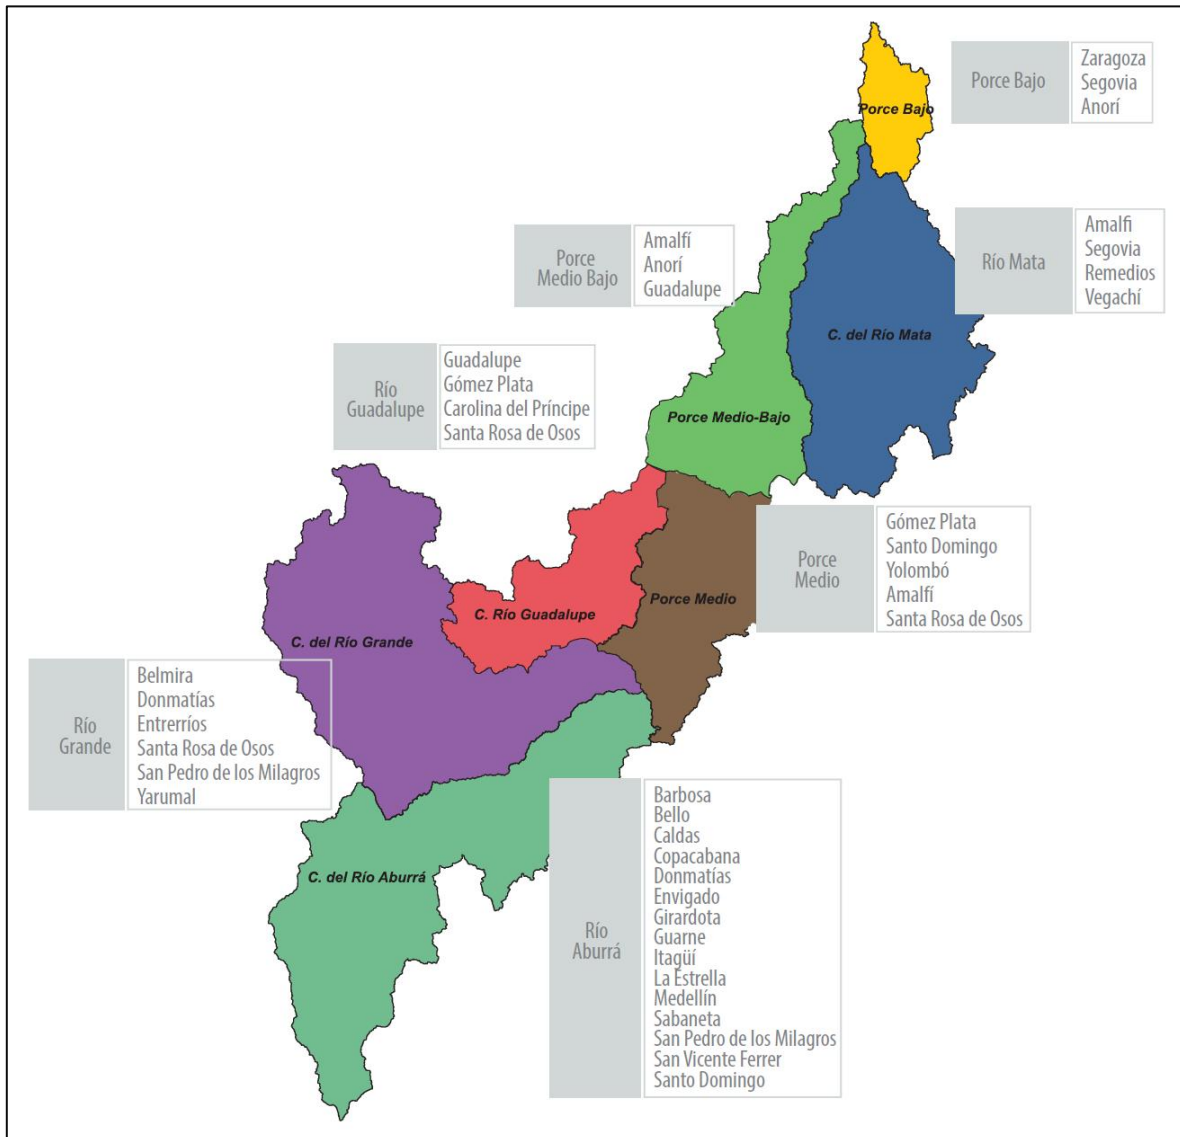 Porce Bajo
Porce Bajo
Zaragoza
Segovia
Anorí
Porce
Medio Bajo
Amalfí
Anorí
Guadalupe
Río Mata
Amalfi
Segovia
Remedios
Vegachí
C. del Río Mata
Río
Guadalupe
Guadalupe
Gómez Plata
Carolina del Príncipe
Santa Rosa de Osos
Porce Medio-Bajo
Porce
Medio
Gómez Plata
Santo Domingo
Yolombó
Amalfí
Santa Rosa de Osos
Porce Medio
C. Río Guadalupe
C. del Río Grande
Río
Grande
Belmira
Donmatías
Entrerríos
Santa Rosa de Osos
San Pedro de los Milagros
Yarumal
C. del Río Aburrá
Río
Aburrá
Barbosa
Bello
Caldas
Copacabana
Donmatías
Envigado
Girardota
Guarne
Itagüí
La Estrella
Medellín
Sabaneta
San Pedro de los Milagros
San Vicente Ferrer
Santo Domingo